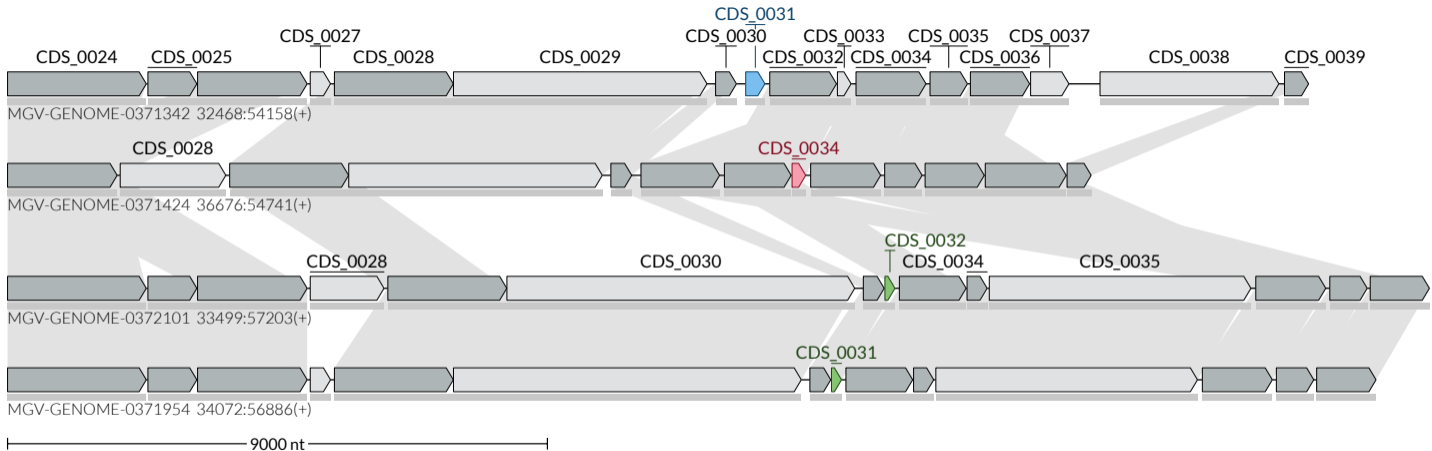 CDS_0031
CDS_0027 CDS_0030 CDS_0033 CDS_0035 CDS_0037
CDS_0024 CDS_0025 CDS_0028 CDS_0029 CDS_0032 CDS_0034 CDS_0036 CDS_0038 CDS_0039
MGV-GENOME-0371342 32468:54158(+)
CDS_0028 CDS_0034
MGV-GENOME-0371424 36676:54741(+)
CDS_0032
CDS_0028 CDS_0030 CDS_0034 CDS_0035
MGV-GENOME-0372101 33499:57203(+)
CDS_0031
MGV-GENOME-0371954 34072:56886(+)
9000 nt